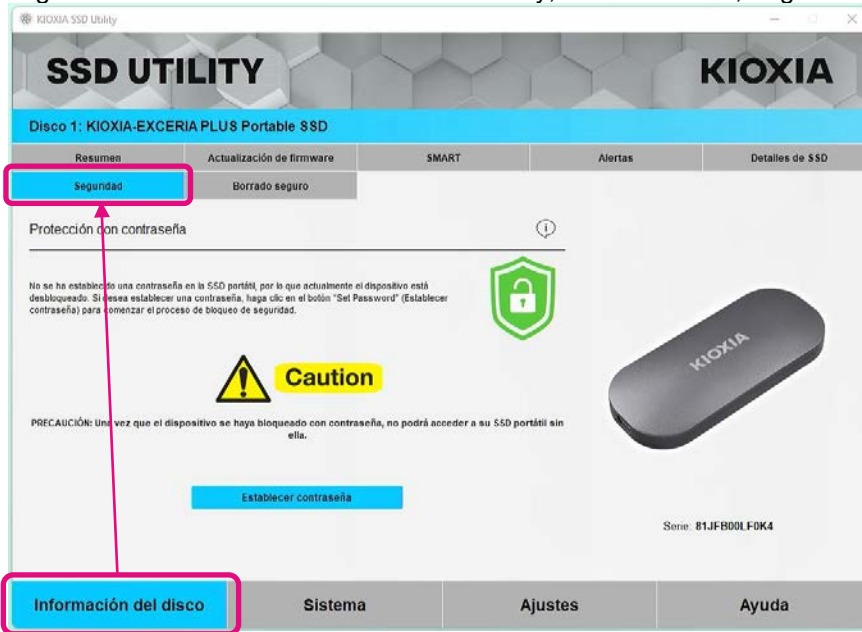 KIOXIA SSD Utility
SSD UTILITY
KIOXIA
Disco 1: KIOXIA-EXCERIA PLUS Portable SSD
Resumen Actualización de firmware SMART Alertas Detalles de SSD
Seguridad Borrado seguro
Protección con contraseña
No se ha establecido una contraseña en la SSD portátil, por lo que actualmente el dispositivo está
desbloqueado. Si desea establecer una contraseña, haga clic en el botón "Set Password" (Establecer
contraseña) para comenzar el proceso de bloqueo de seguridad.
Caution
PRECAUCIÓN: Una vez que el dispositivo se haya bloqueado con contraseña, no podrá acceder a su SSD portátil sin
ella.
Establecer contraseña
KIOXIA
Serie: 81JFB00LF0K4
Información del disco Sistema Ajustes Ayuda